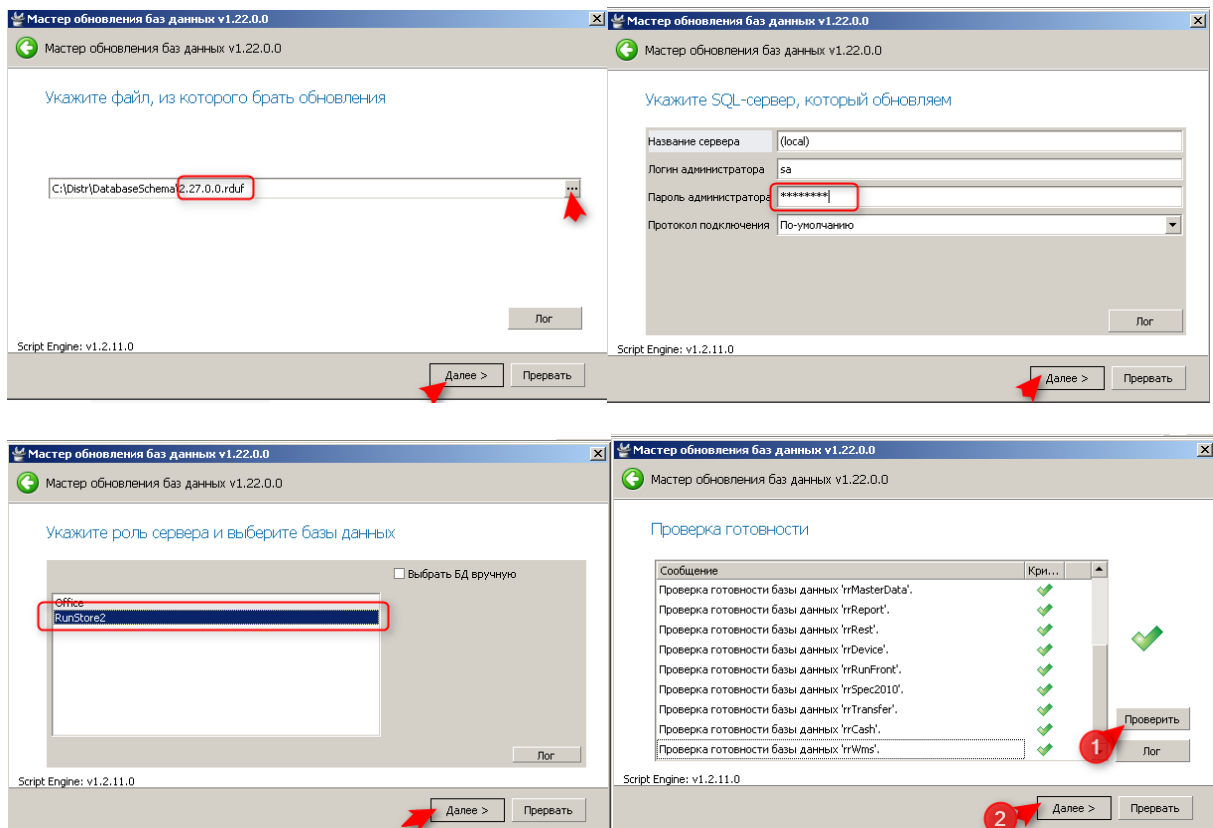 Мастер обновления баз данных v1.22.0.0
Мастер обновления баз данных v1.22.0.0
Укажите файл, из которого брать обновления
C:\Distr\DatabaseSchema\2.27.0.0.rduf
...
Лог
Script Engine: v1.2.11.0
Далее >
Прервать
Мастер обновления баз данных v1.22.0.0
Мастер обновления баз данных v1.22.0.0
Укажите SQL-сервер, который обновляем
Название сервера (local)
Логин администратора sa
Пароль администратора ********
Протокол подключения По-умолчанию
Лог
Script Engine: v1.2.11.0
Далее >
Прервать
Мастер обновления баз данных v1.22.0.0
Мастер обновления баз данных v1.22.0.0
Укажите роль сервера и выберите базы данных
Выбрать БД вручную
Office
RunStore2
Лог
Script Engine: v1.2.11.0
Далее >
Прервать
Мастер обновления баз данных v1.22.0.0
Мастер обновления баз данных v1.22.0.0
Проверка готовности
Сообщение Кри...
Проверка готовности базы данных 'rrMasterData'.
Проверка готовности базы данных 'rrReport'.
Проверка готовности базы данных 'rrRest'.
Проверка готовности базы данных 'rrDevice'.
Проверка готовности базы данных 'rrRunFront'.
Проверка готовности базы данных 'rrSpec2010'.
Проверка готовности базы данных 'rrTransfer'.
Проверка готовности базы данных 'rrCash'.
Проверка готовности базы данных 'rrWms'.
Проверить
1
Лог
Script Engine: v1.2.11.0
2
Далее >
Прервать